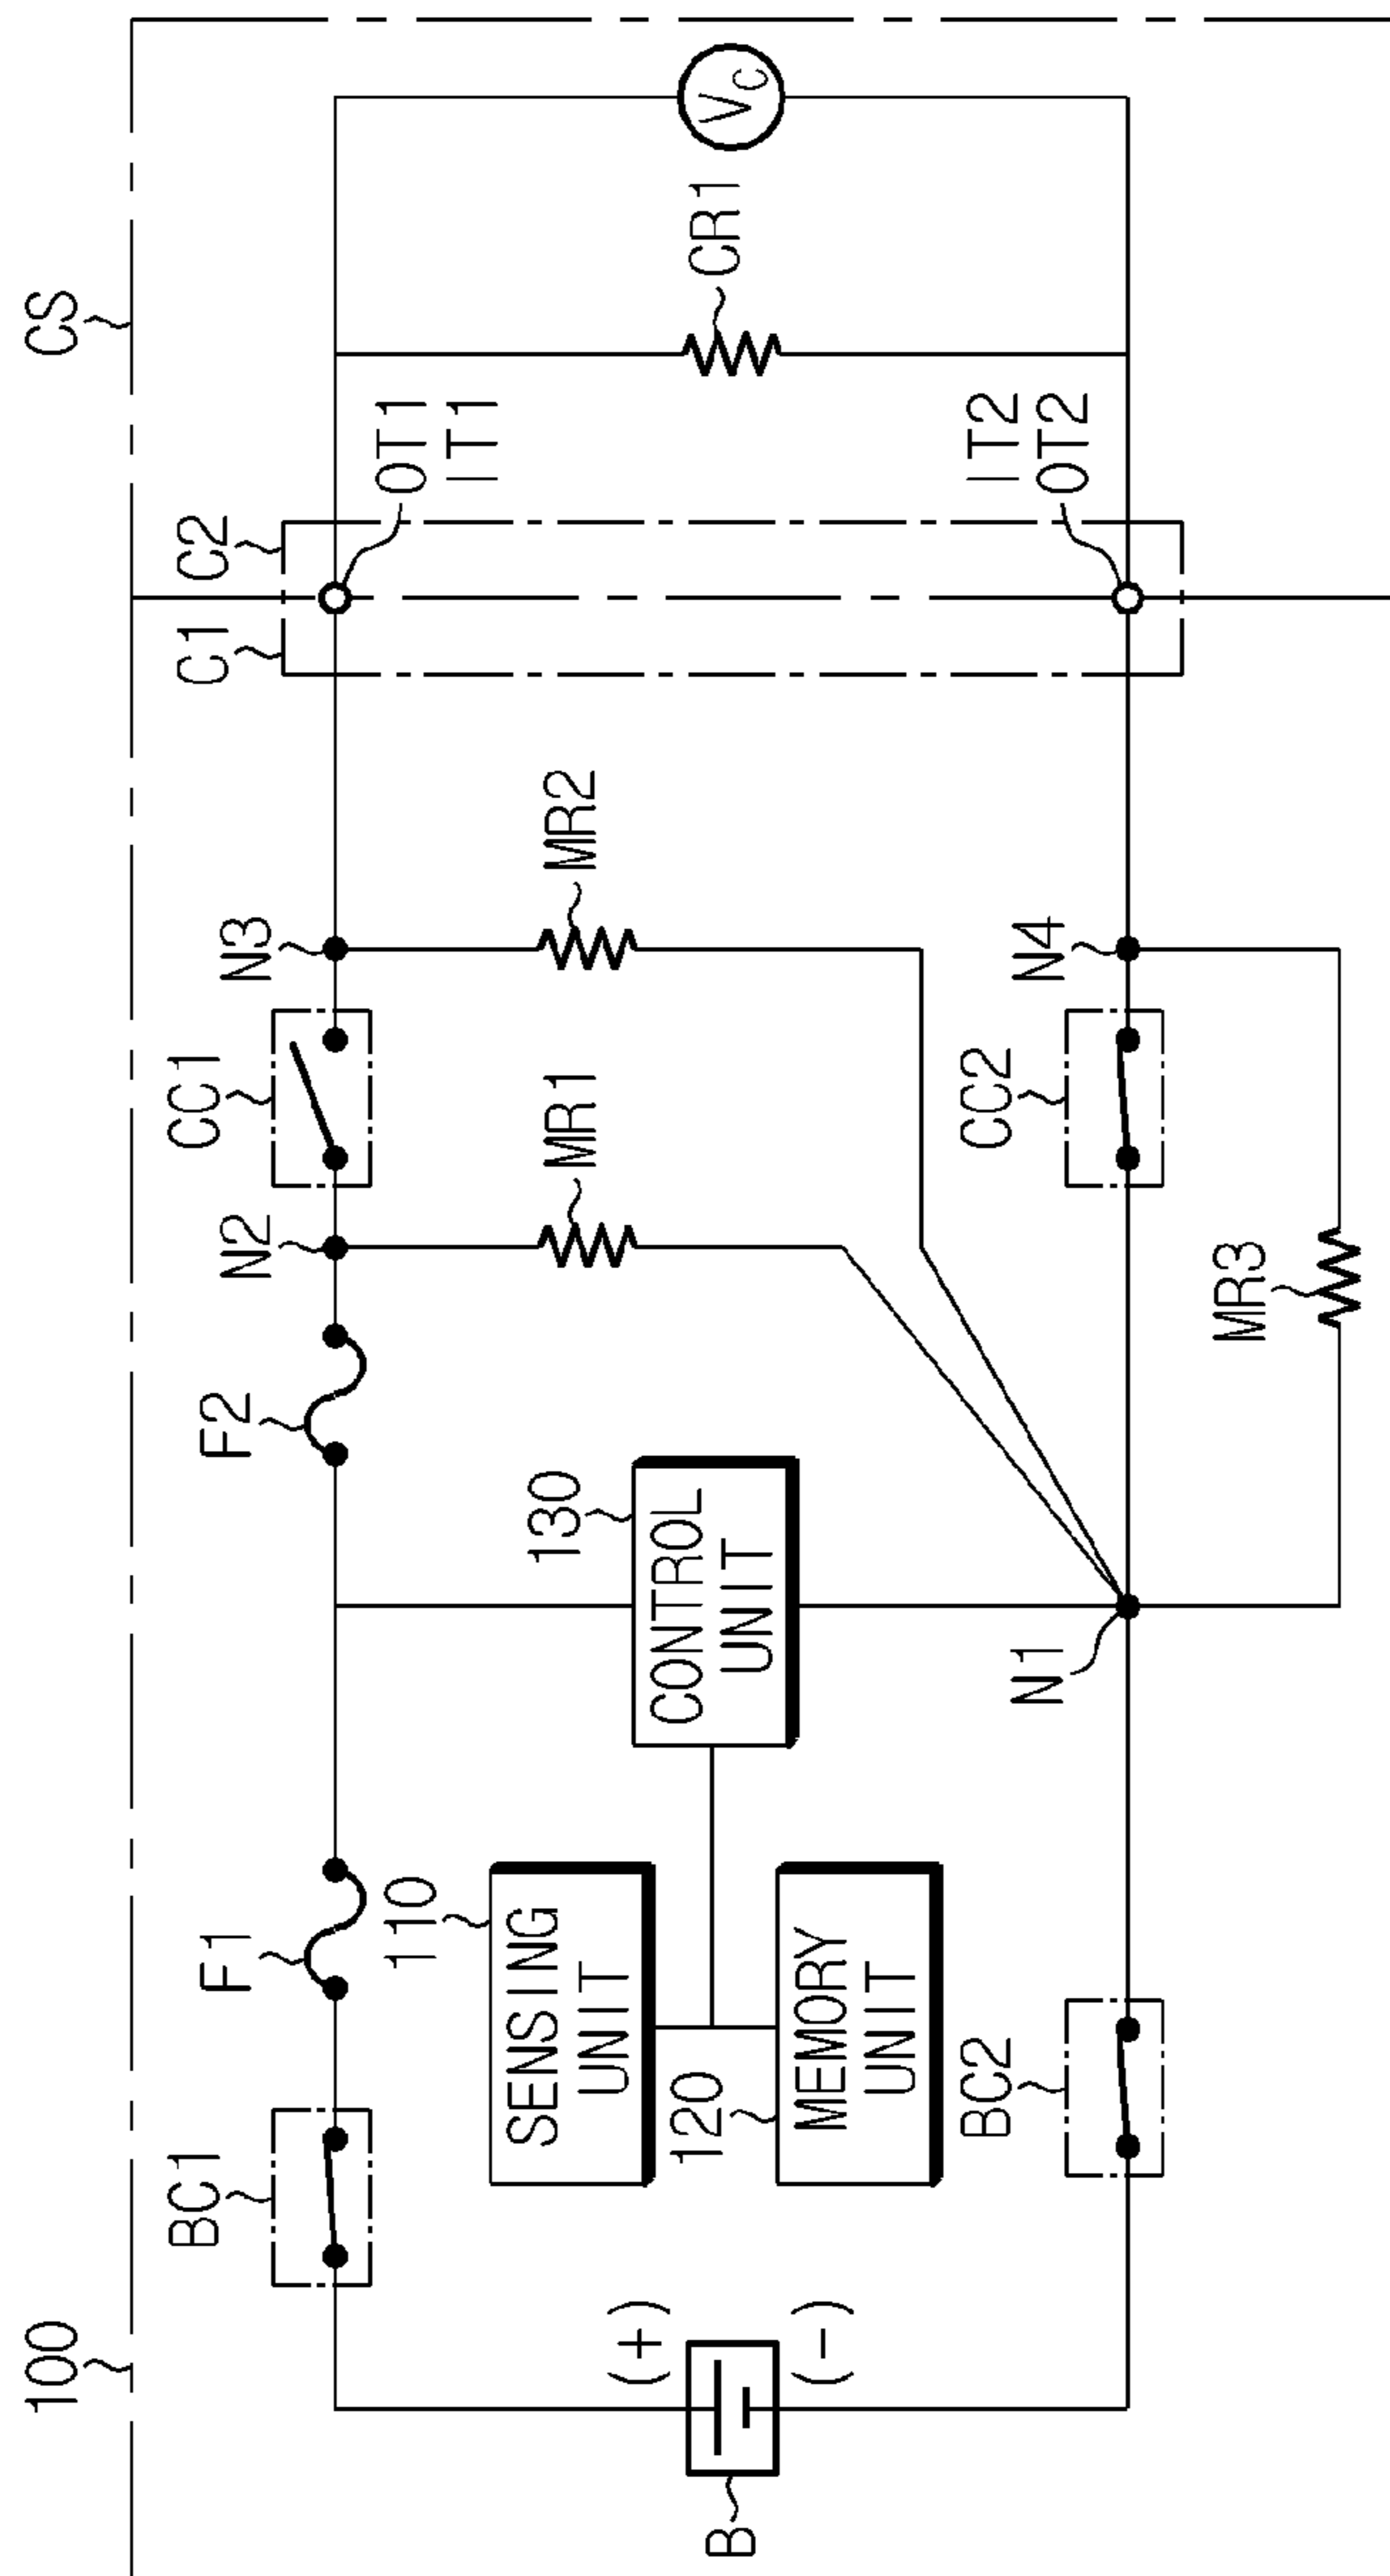 100
CS
BC1
F1
F2
N2
CC1
N3
C1
C2
OT1
IT1
(+)
B
(-)
110
SENSING
UNIT
120
MEMORY
UNIT
130
CONTROL
UNIT
MR1
MR2
CR1
VC
BC2
N1
CC2
N4
IT2
OT2
MR3